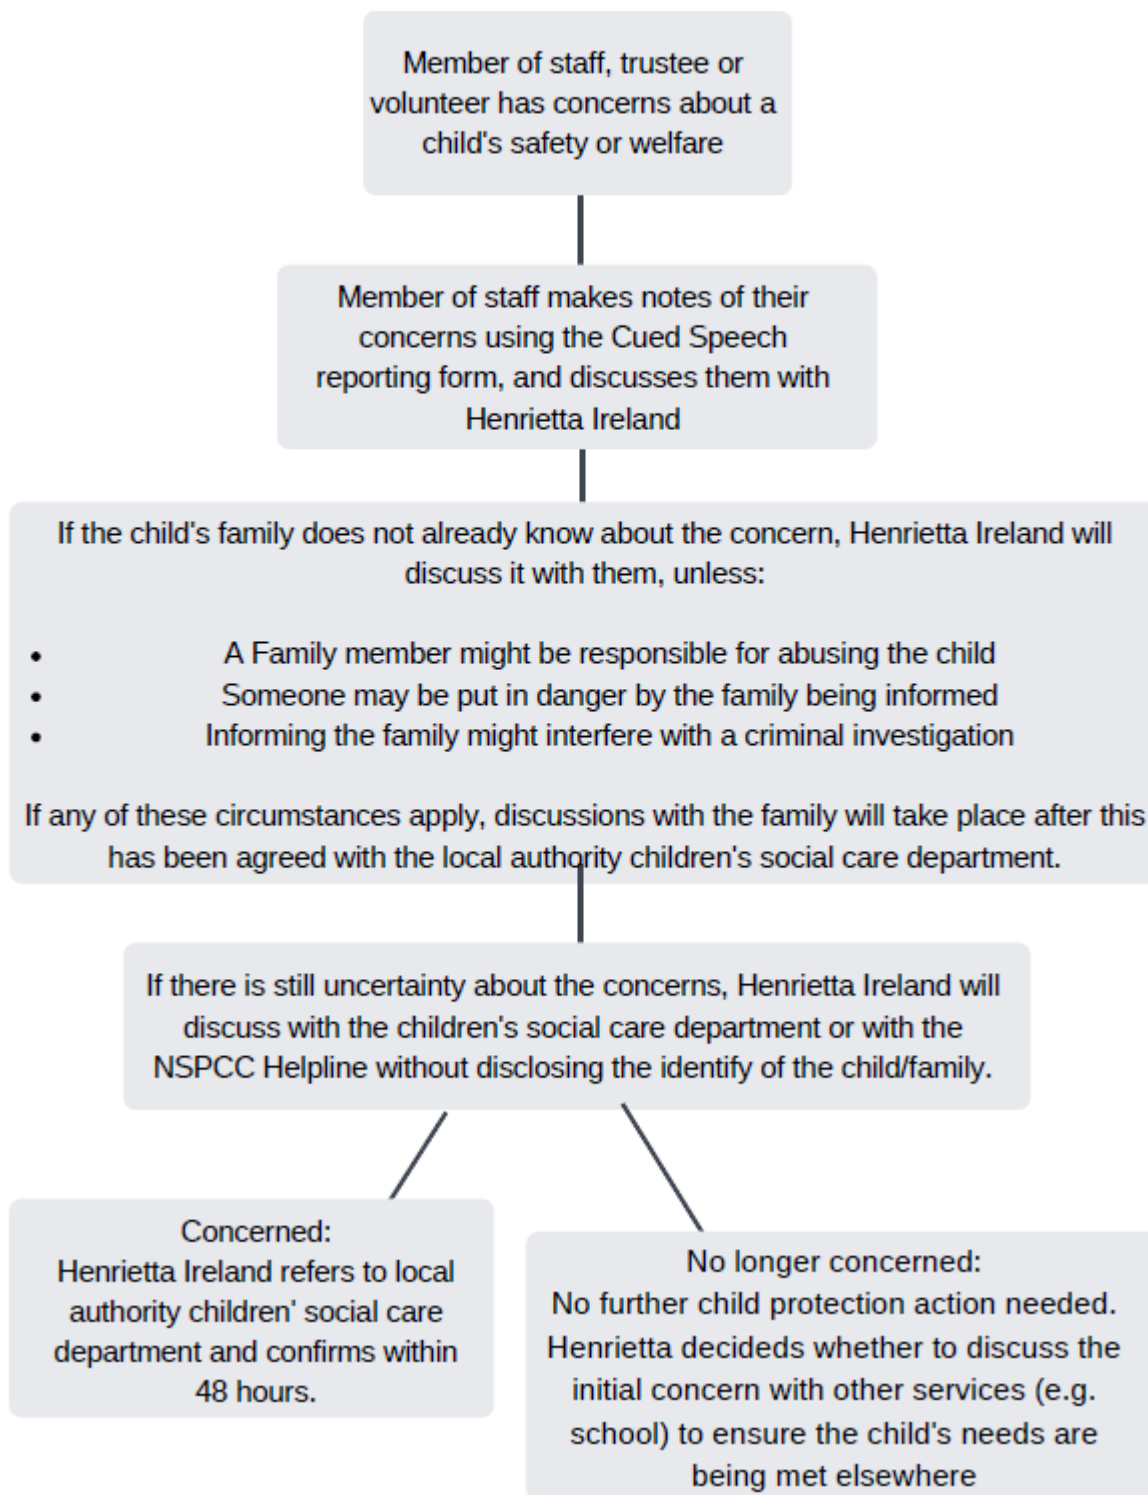 Member of staff, trustee or
volunteer has concerns about a
child's safety or welfare
Member of staff makes notes of their
concerns using the Cued Speech
reporting form, and discusses them with
Henrietta Ireland
If the child's family does not already know about the concern, Henrietta Ireland will
discuss it with them, unless:
• A Family member might be responsible for abusing the child
• Someone may be put in danger by the family being informed
• Informing the family might interfere with a criminal investigation
If any of these circumstances apply, discussions with the family will take place after this
has been agreed with the local authority children's social care department.
If there is still uncertainty about the concerns, Henrietta Ireland will
discuss with the children's social care department or with the
NSPCC Helpline without disclosing the identify of the child/family.
Concerned:
Henrietta Ireland refers to local
authority children' social care
department and confirms within
48 hours.
No longer concerned:
No further child protection action needed.
Henrietta decideds whether to discuss the
initial concern with other services (e.g.
school) to ensure the child's needs are
being met elsewhere